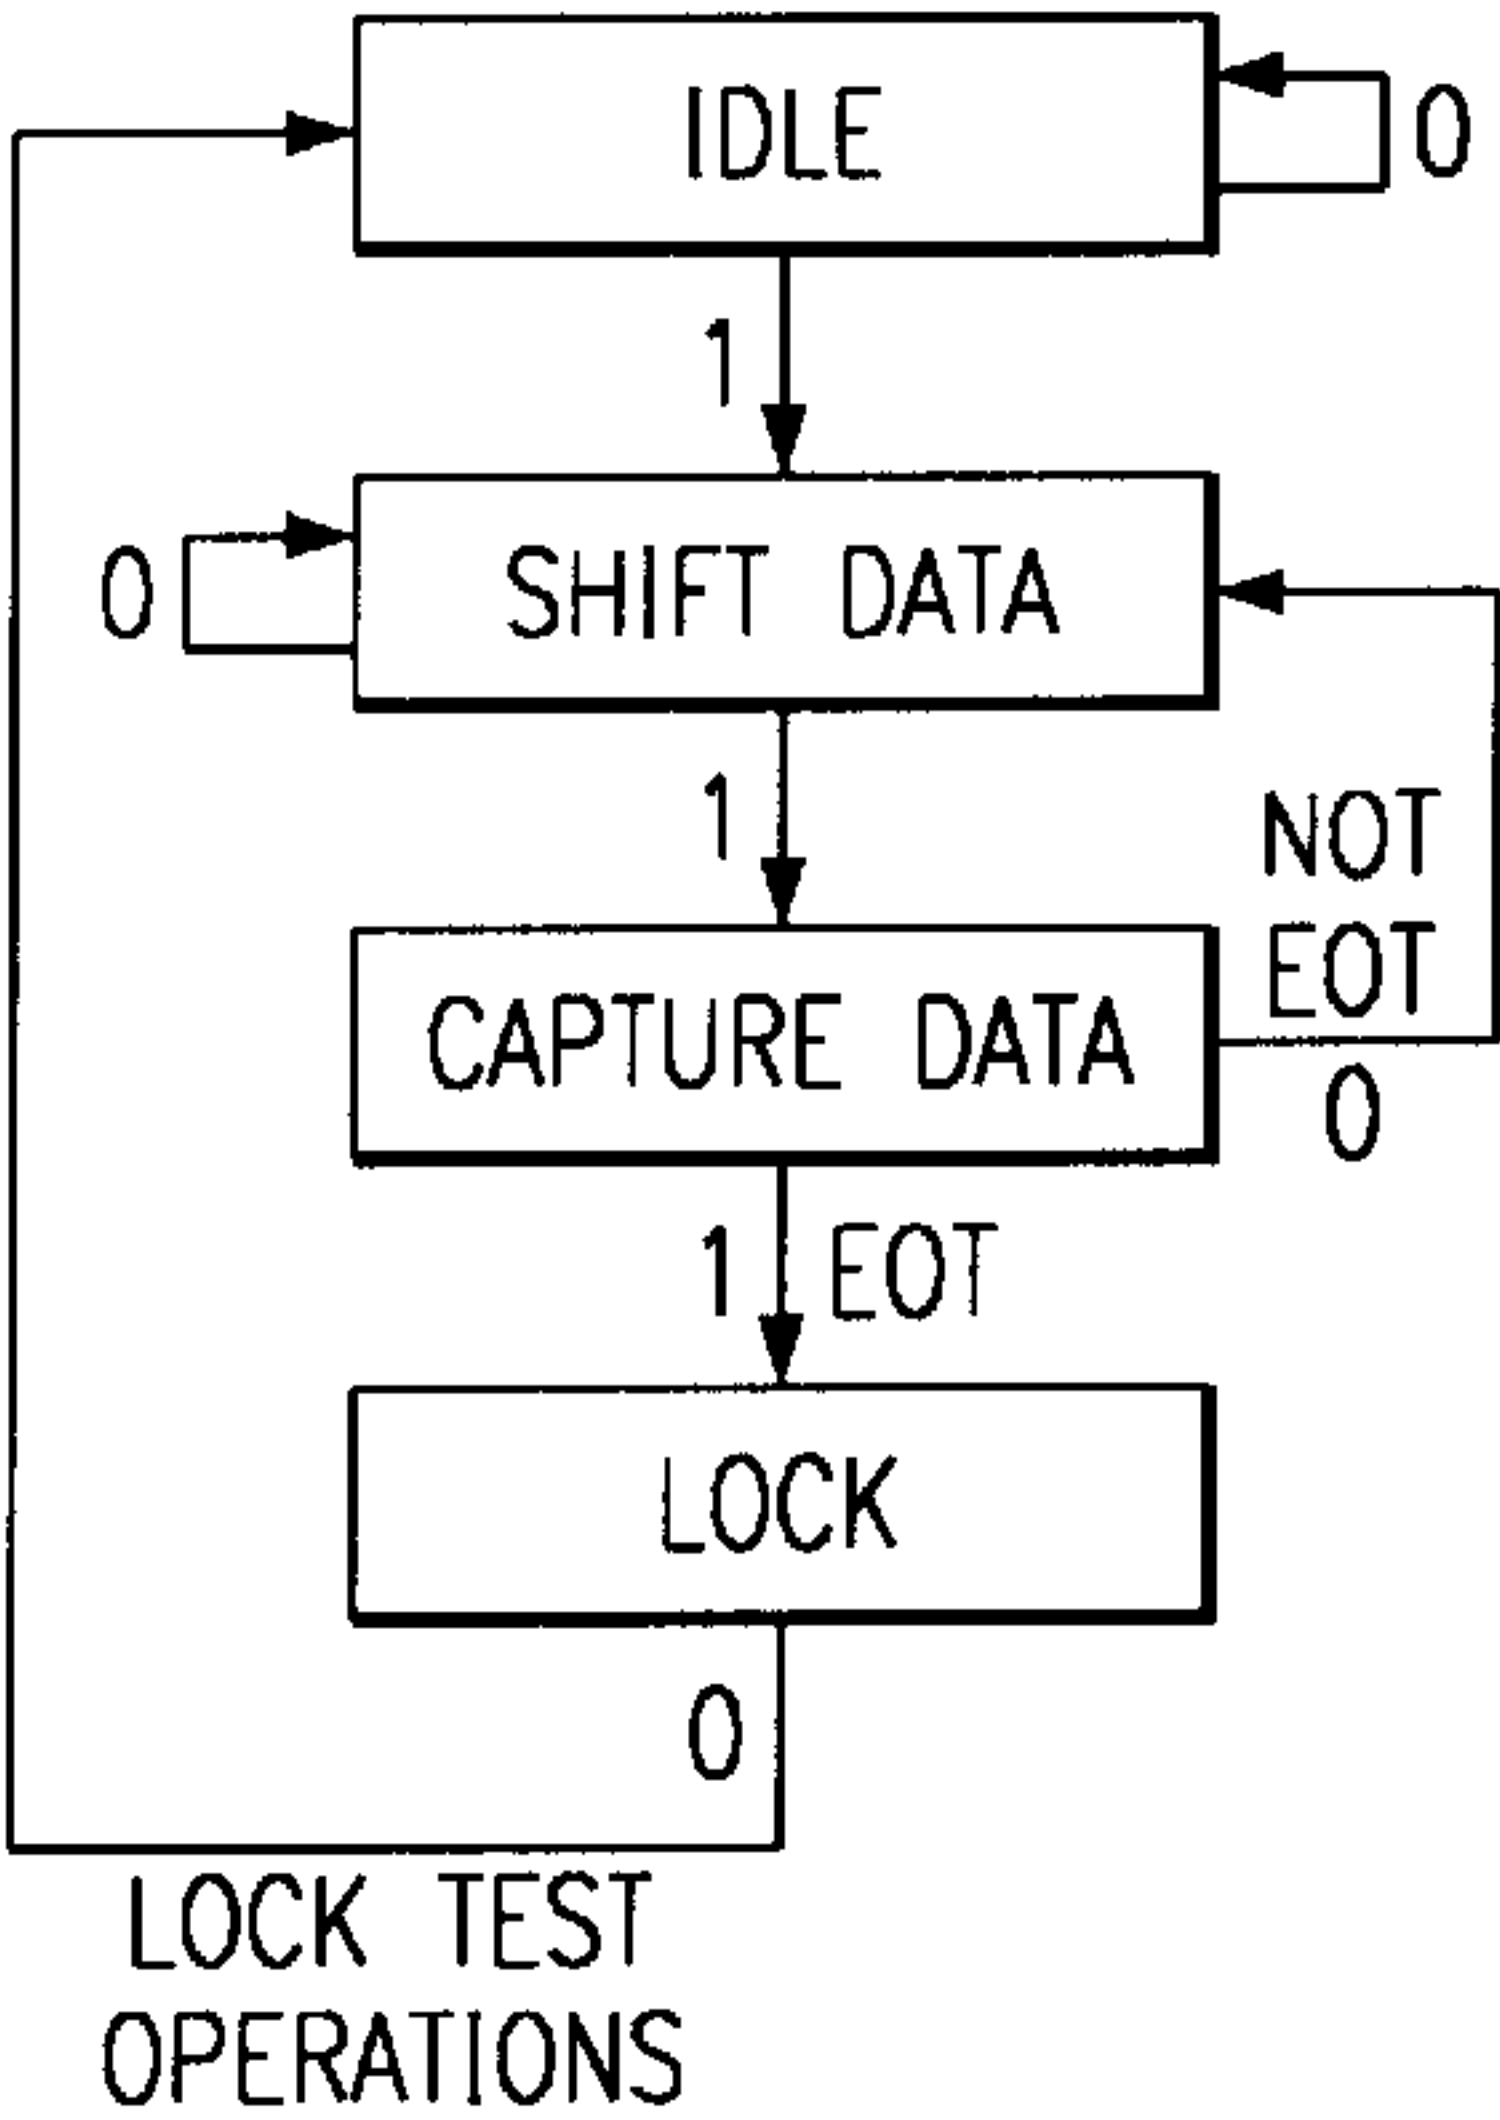 IDLE
0
1
0
SHIFT DATA
1
NOT
EOT
CAPTURE DATA
0
1 EOT
LOCK
0
LOCK TEST
OPERATIONS